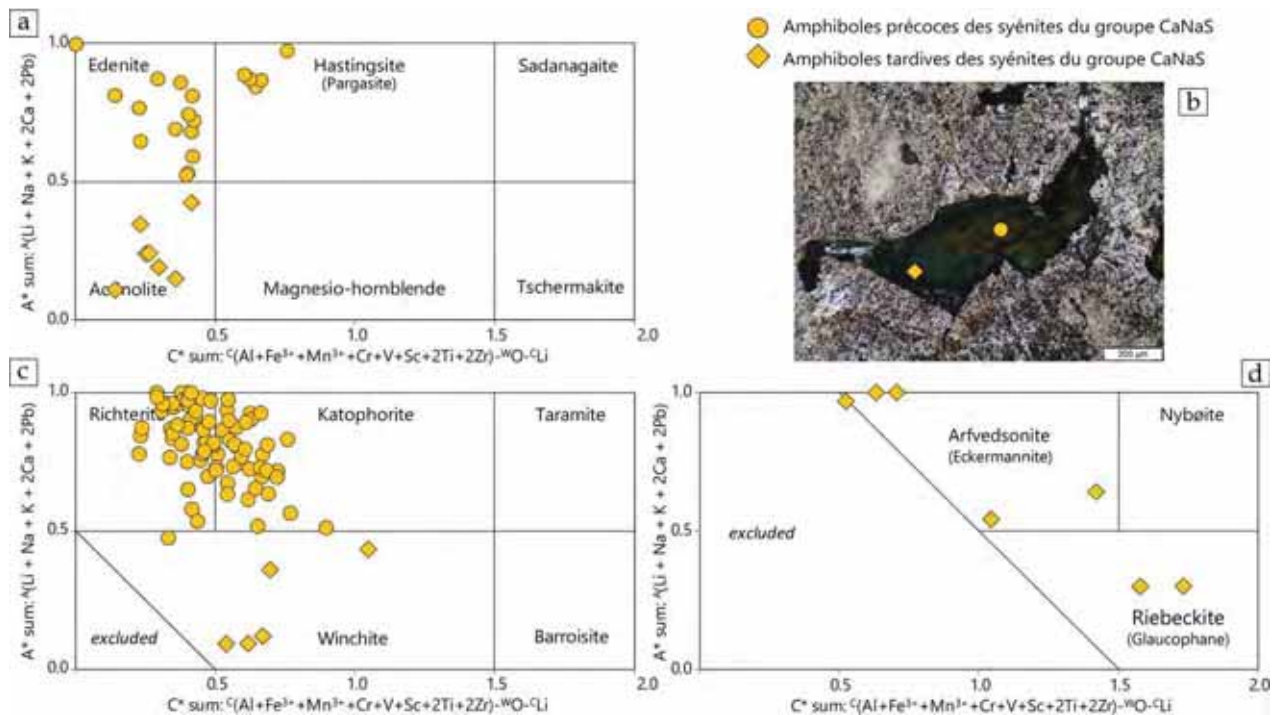 a
Amphiboles précoces des syénites du groupe CaNaS
Amphiboles tardives des syénites du groupe CaNaS
A* sum: ᴬ(Li + Na + K + 2Ca + 2Pb)
1.0
0.5
0.0
Edenite
Hastingsite
(Pargasite)
Sadanagaite
Actinolite
Magnesio-hornblende
Tschermakite
0.5
1.0
1.5
2.0
C* sum: ᶜ(Al+Fe³⁺+Mn³⁺+Cr+V+Sc+2Ti+2Zr)-ᵂO-ᶜLi
b
200 µm
c
A* sum: ᴬ(Li + Na + K + 2Ca + 2Pb)
1.0
0.5
0.0
Richterite
Katophorite
Taramite
excluded
Winchite
Barroisite
0.5
1.0
1.5
2.0
C* sum: ᶜ(Al+Fe³⁺+Mn³⁺+Cr+V+Sc+2Ti+2Zr)-ᵂO-ᶜLi
d
A* sum: ᴬ(Li + Na + K + 2Ca + 2Pb)
1.0
0.5
0.0
Nybøite
Arfvedsonite
(Eckermannite)
excluded
Riebeckite
(Glaucophane)
0.5
1.0
1.5
2.0
C* sum: ᶜ(Al+Fe³⁺+Mn³⁺+Cr+V+Sc+2Ti+2Zr)-ᵂO-ᶜLi